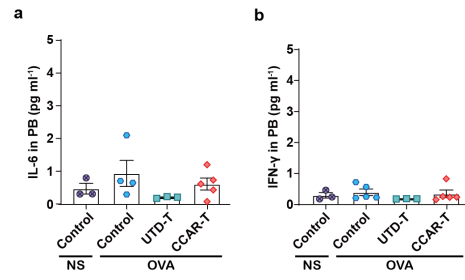 a
IL-6 in PB (pg ml⁻¹)
5
4
3
2
1
0
Control
Control
UTD-T
CCAR-T
NS
OVA
b
IFN-γ in PB (pg ml⁻¹)
5
4
3
2
1
0
Control
Control
UTD-T
CCAR-T
NS
OVA